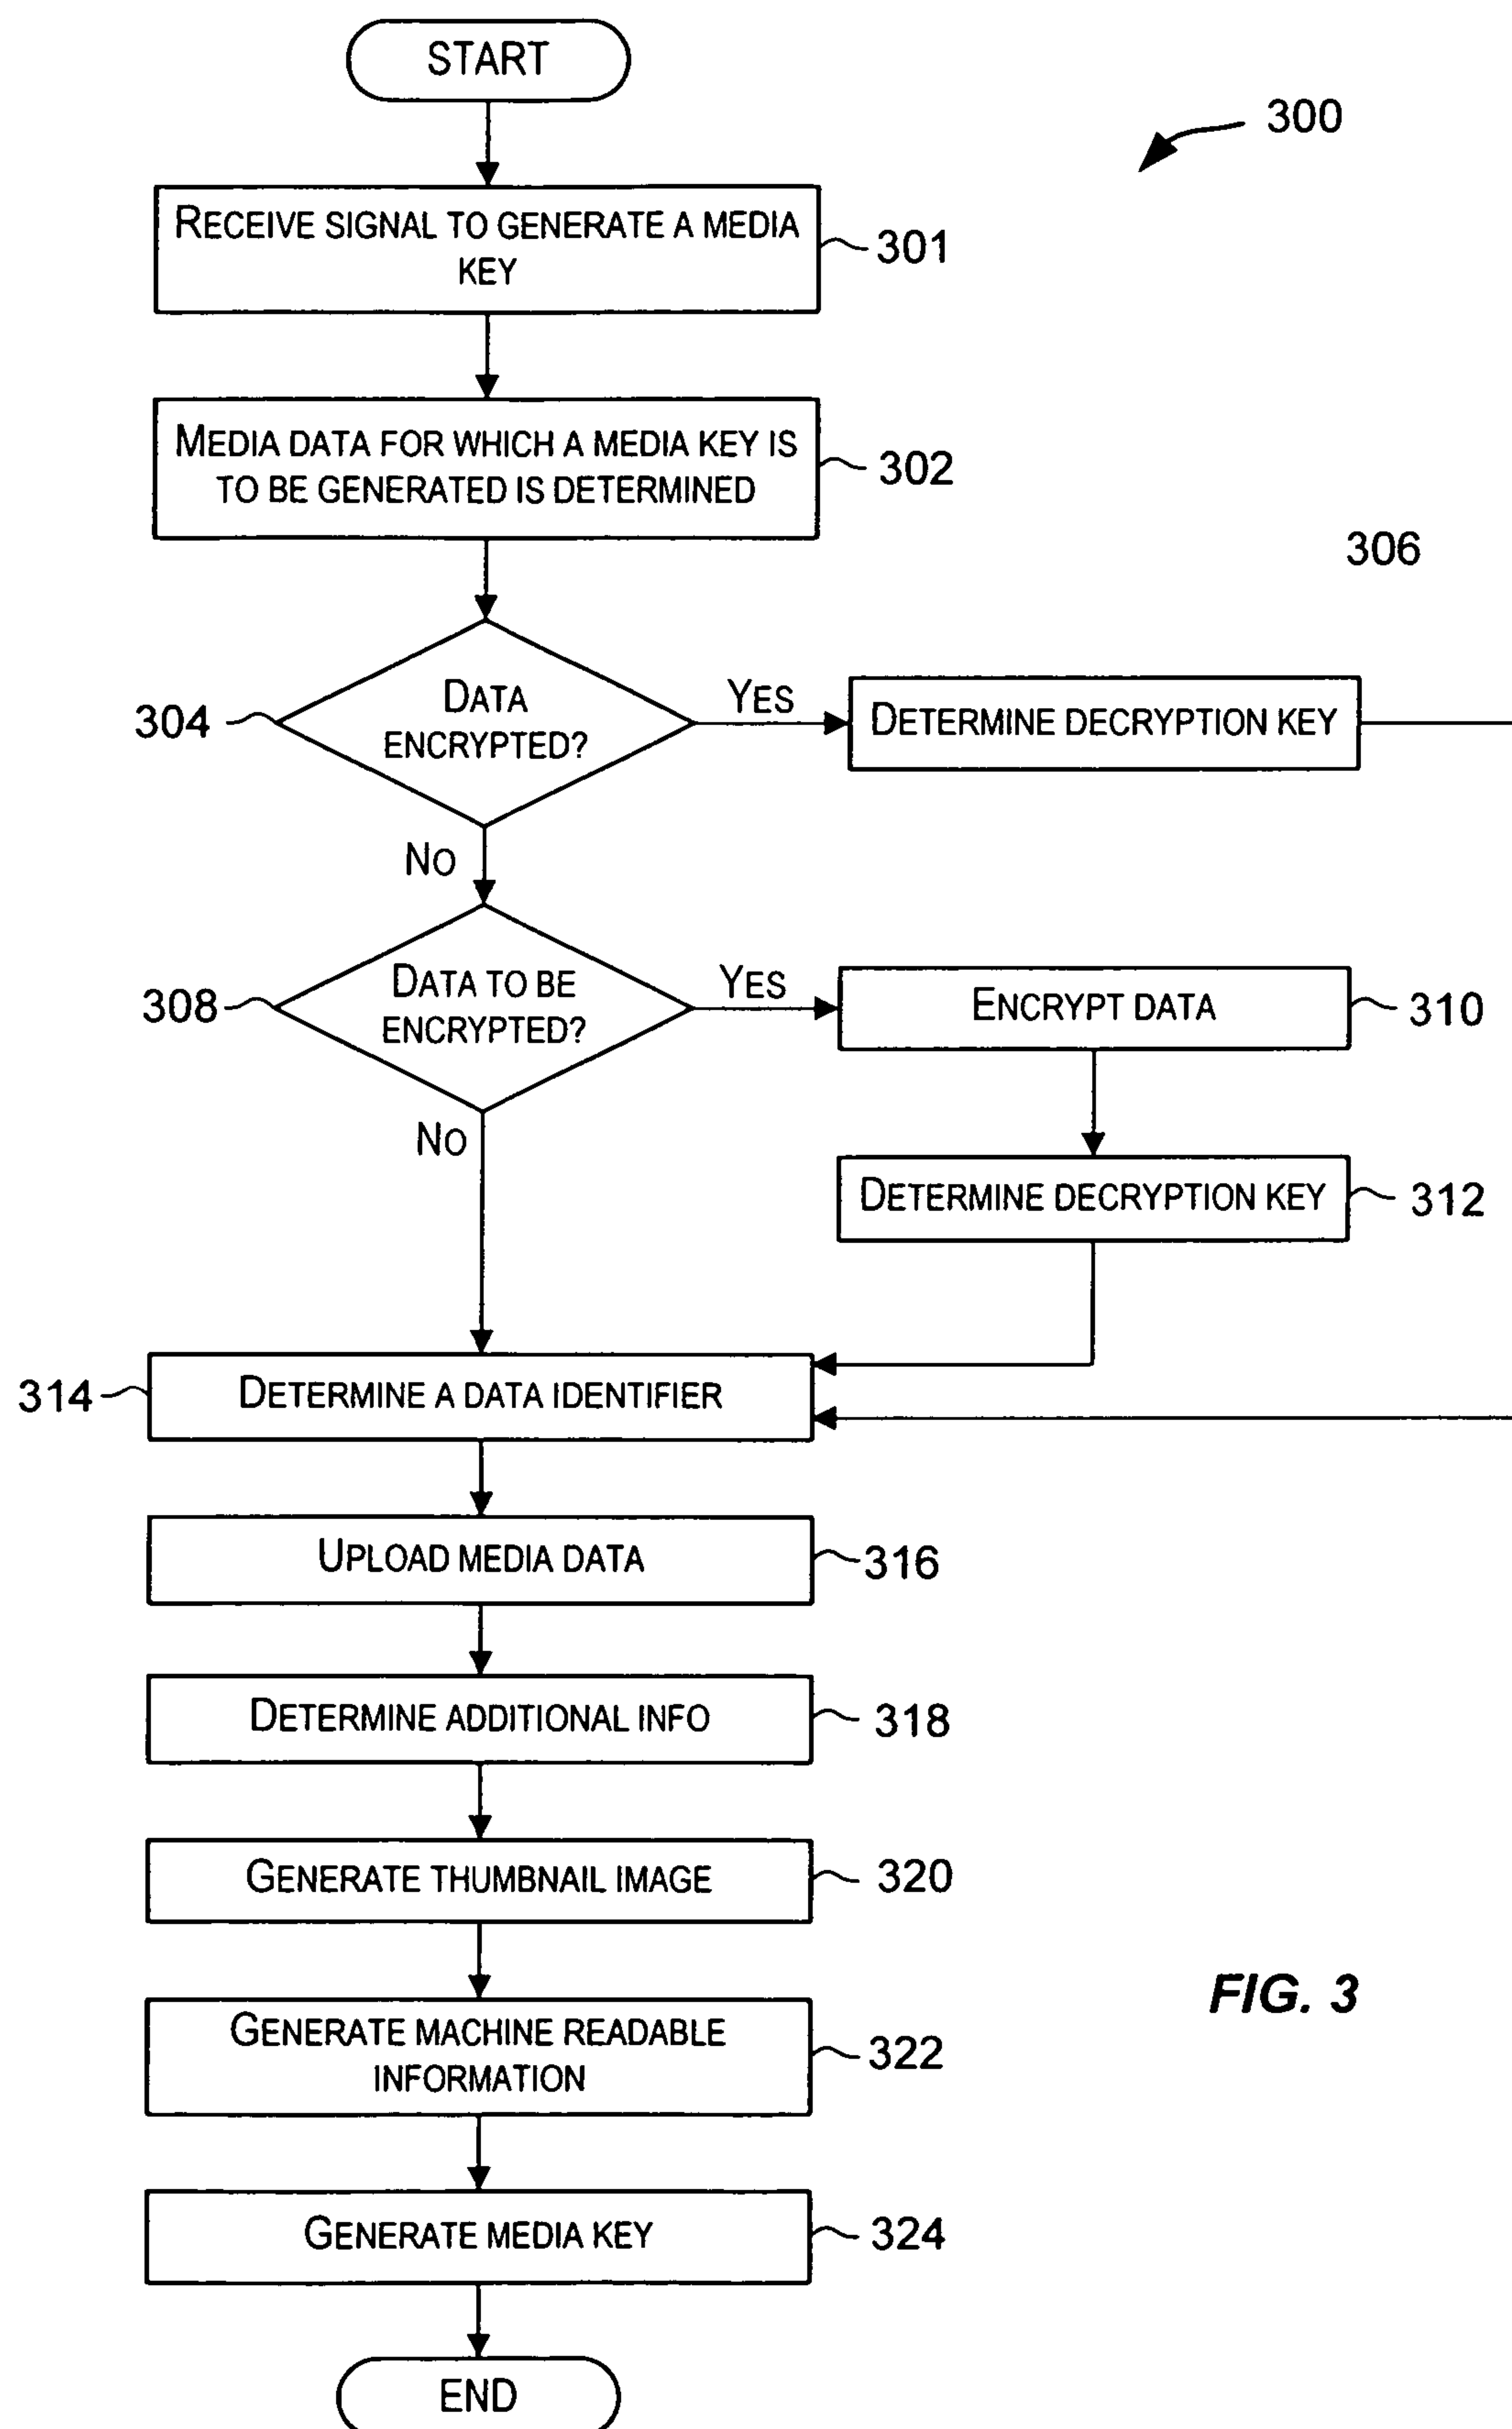 START
300
RECEIVE SIGNAL TO GENERATE A MEDIA
KEY
301
MEDIA DATA FOR WHICH A MEDIA KEY IS
TO BE GENERATED IS DETERMINED
302
306
304
DATA
ENCRYPTED?
YES
DETERMINE DECRYPTION KEY
NO
308
DATA TO BE
ENCRYPTED?
YES
ENCRYPT DATA
310
NO
DETERMINE DECRYPTION KEY
312
314
DETERMINE A DATA IDENTIFIER
UPLOAD MEDIA DATA
316
DETERMINE ADDITIONAL INFO
318
GENERATE THUMBNAIL IMAGE
320
FIG. 3
GENERATE MACHINE READABLE
INFORMATION
322
GENERATE MEDIA KEY
324
END